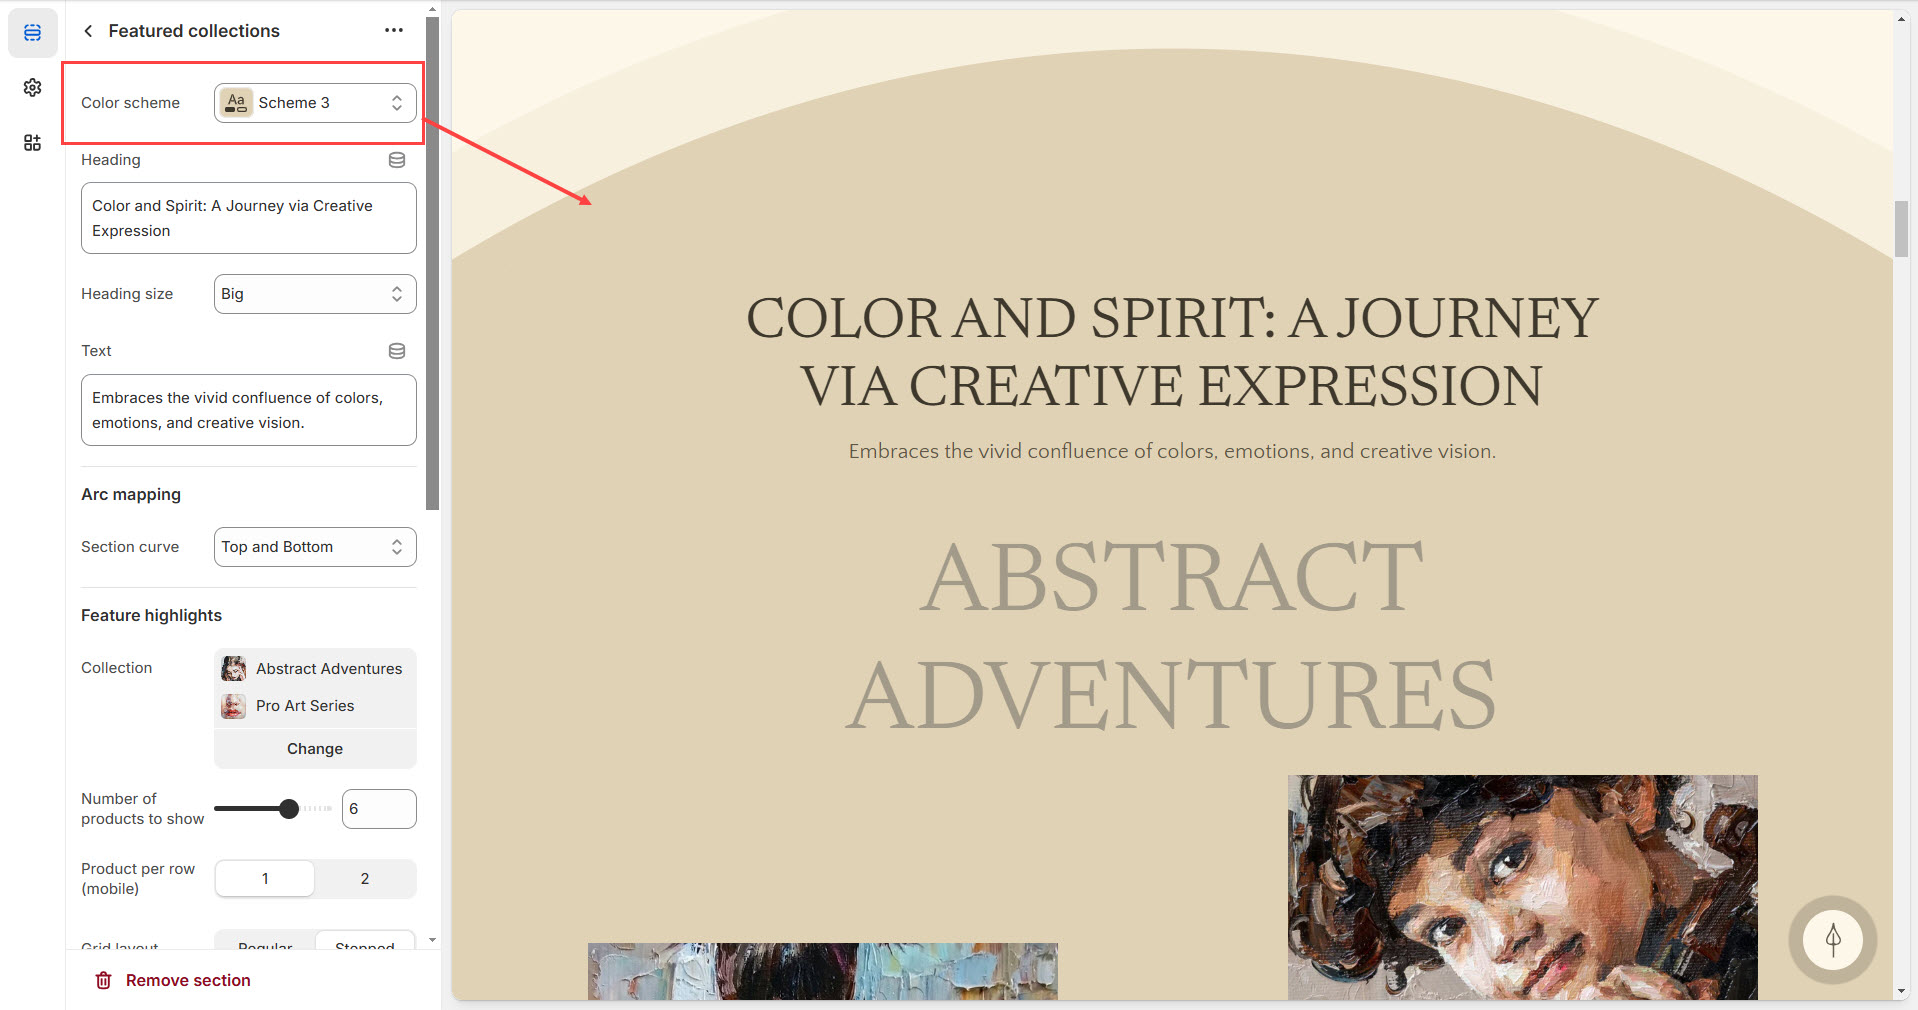 Featured collections
Color scheme
Aa
Scheme 3
Heading
Color and Spirit: A Journey via Creative
Expression
Heading size
Big
Text
Embraces the vivid confluence of colors,
emotions, and creative vision.
Arc mapping
Section curve
Top and Bottom
Feature highlights
Collection
Abstract Adventures
Pro Art Series
Change
Number of
products to show
6
Product per row
(mobile)
1
2
Grid layout
Regular
Stepped
Remove section
COLOR AND SPIRIT: A JOURNEY
VIA CREATIVE EXPRESSION
Embraces the vivid confluence of colors, emotions, and creative vision.
ABSTRACT
ADVENTURES